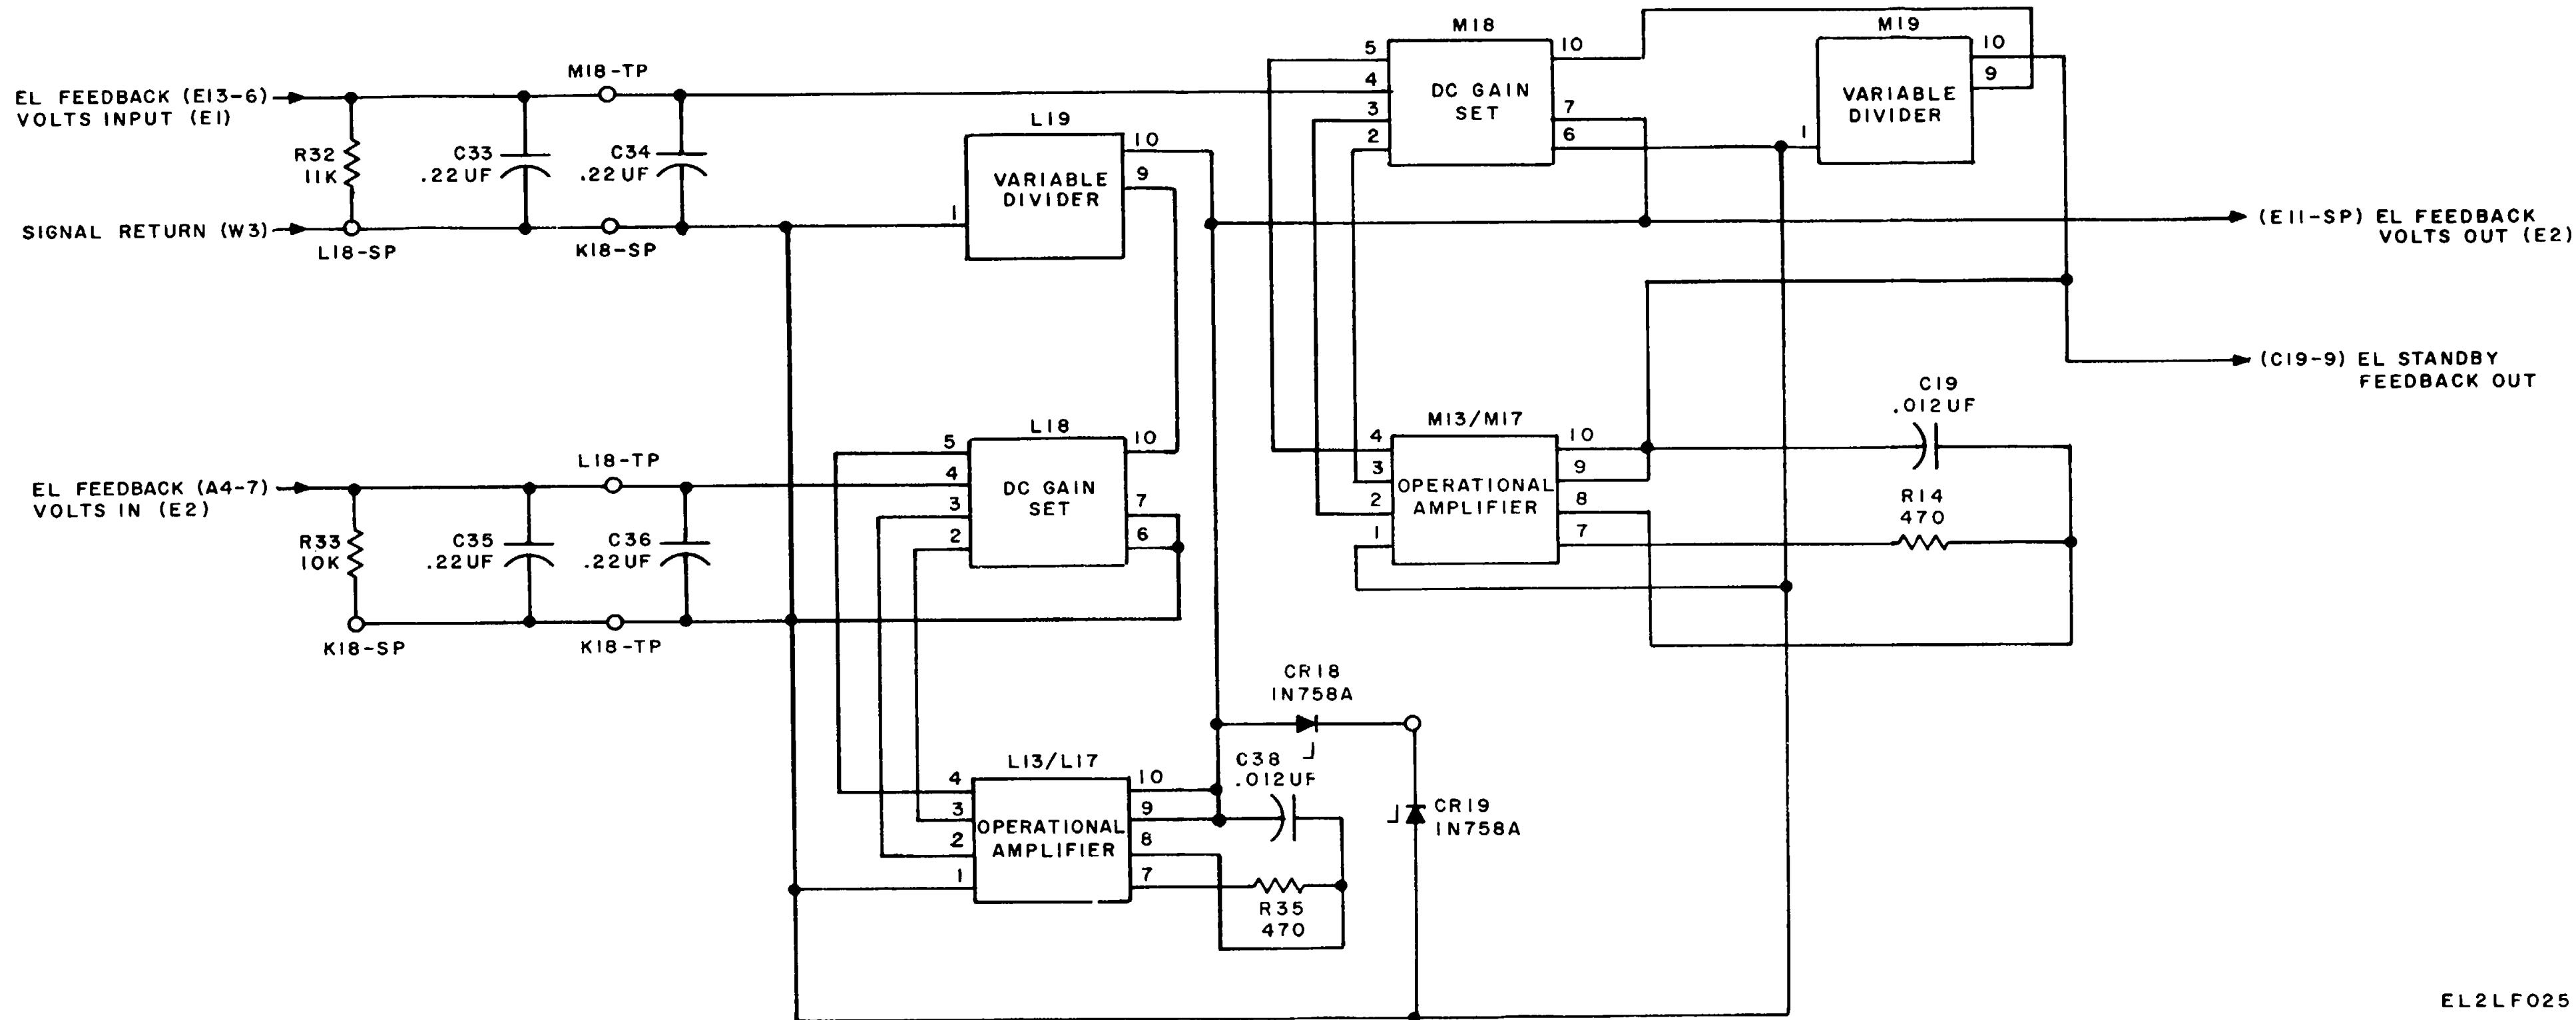 EL FEEDBACK (E13-6)
VOLTS INPUT (E1)
SIGNAL RETURN (W3)
R32
11K
L18-SP
C33
.22UF
M18-TP
K18-SP
C34
.22UF
L19
VARIABLE
DIVIDER
1
10
9
M18
DC GAIN
SET
5
4
3
2
10
7
6
M19
VARIABLE
DIVIDER
1
10
9
(E11-SP) EL FEEDBACK
VOLTS OUT (E2)
(C19-9) EL STANDBY
FEEDBACK OUT
EL FEEDBACK (A4-7)
VOLTS IN (E2)
R33
10K
K18-SP
C35
.22UF
L18-TP
K18-TP
C36
.22UF
L18
DC GAIN
SET
5
4
3
2
10
7
6
M13/M17
OPERATIONAL
AMPLIFIER
4
3
2
1
10
9
8
7
C19
.012UF
R14
470
CR18
1N758A
CR19
1N758A
L13/L17
OPERATIONAL
AMPLIFIER
4
3
2
1
10
9
8
7
C38
.012UF
R35
470
EL2LF025